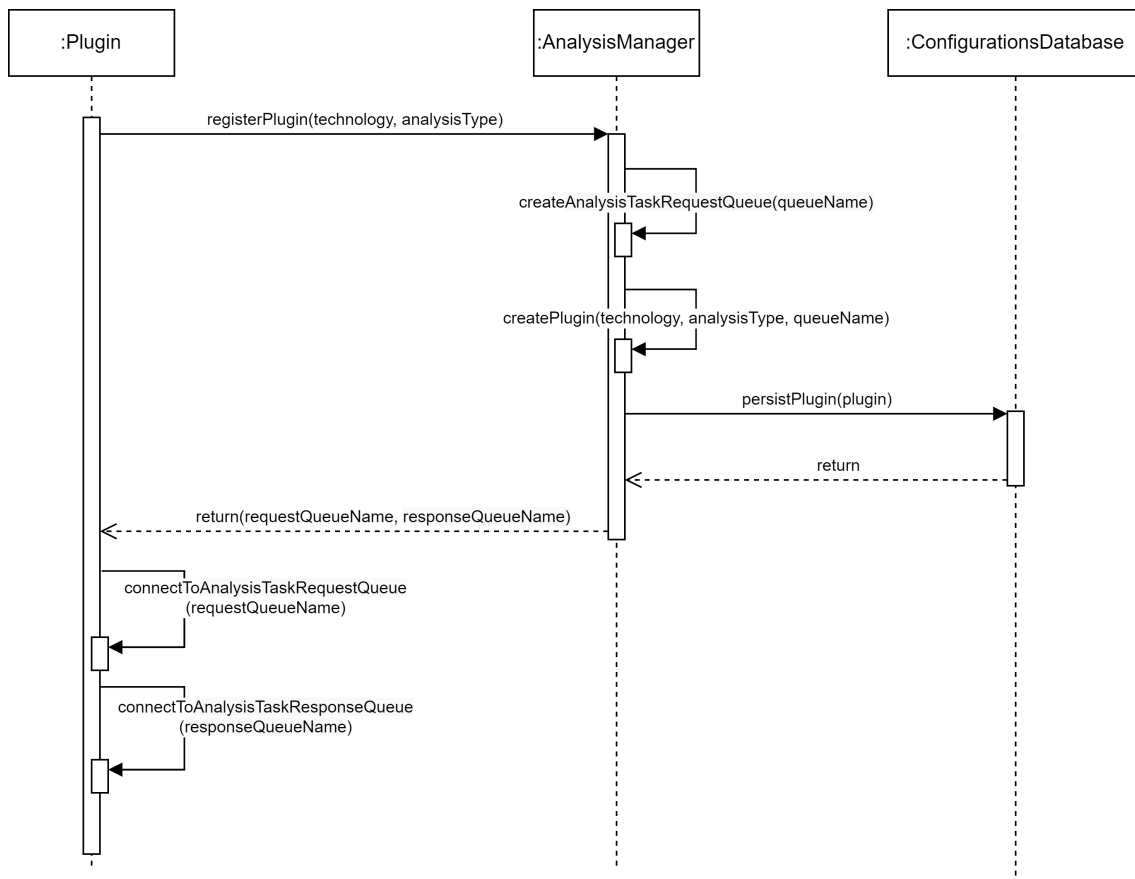 :Plugin
:AnalysisManager
:ConfigurationsDatabase
registerPlugin(technology, analysisType)
createAnalysisTaskRequestQueue(queueName)
createPlugin(technology, analysisType, queueName)
persistPlugin(plugin)
return
return(requestQueueName, responseQueueName)
connectToAnalysisTaskRequestQueue
(requestQueueName)
connectToAnalysisTaskResponseQueue
(responseQueueName)